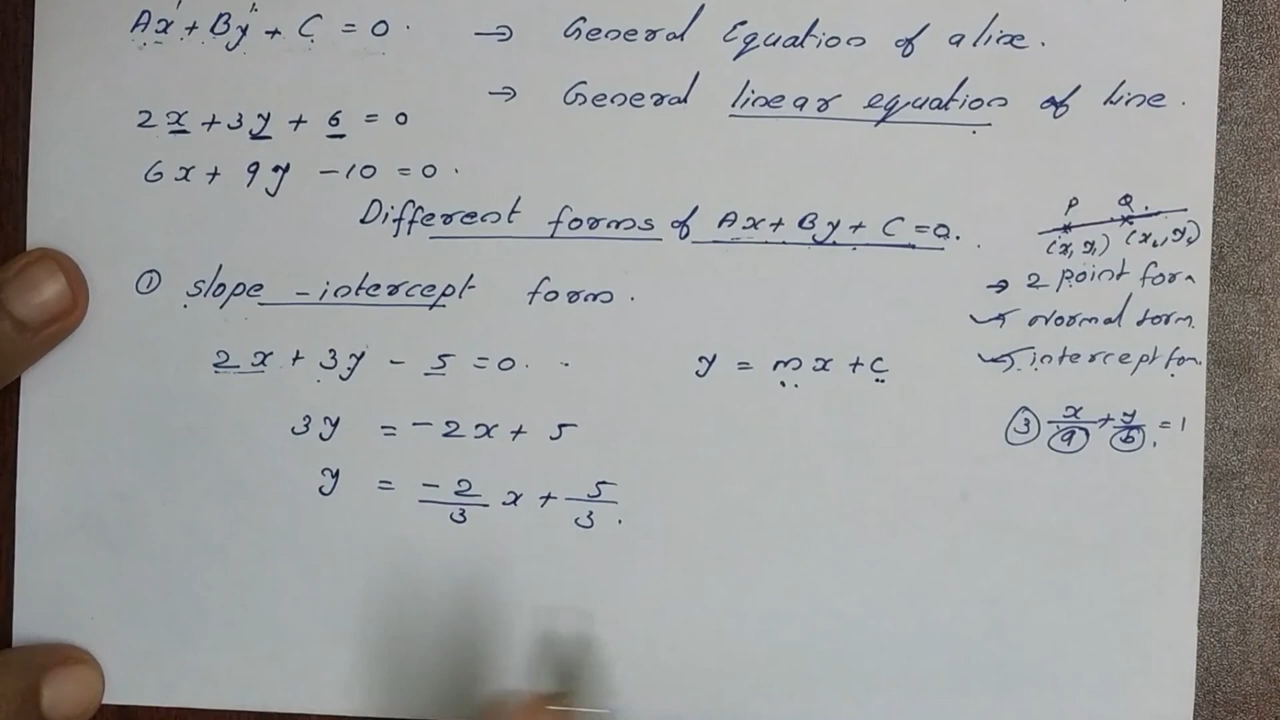 Ax' + By' + C = 0. → General Equation of a line.
→ General linear equation of line.
2x + 3y + 6 = 0
6x + 9y - 10 = 0.
Different forms of Ax + By + C = 0.
P Q.
(x, y₁) (x₂, y₂)
① slope - intercept form.
→ 2 point form
Normal form.
intercept for
2x + 3y - 5 = 0. y = mx + c
③ x/a + y/b = 1
3y = -2x + 5
y = -2/3 x + 5/3.